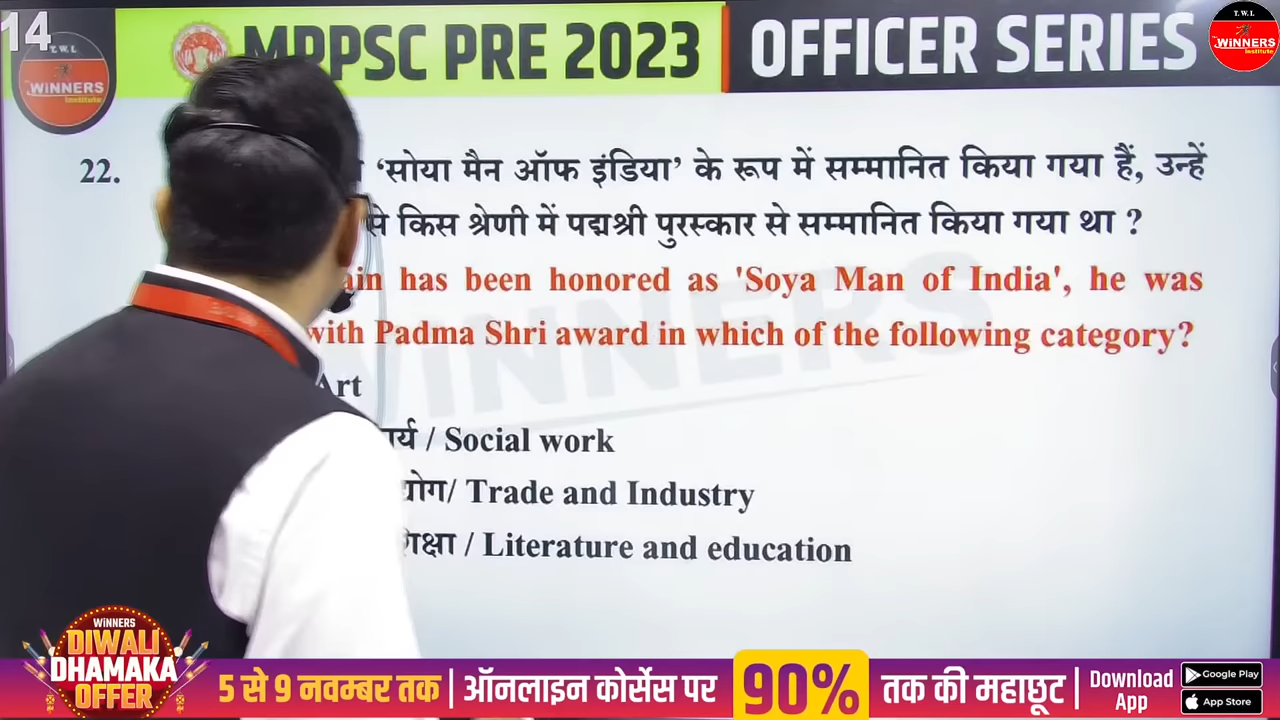 14
T.W.I.
WINNERS
Institute
MPPSC PRE 2023
OFFICER SERIES
T.W.I.
WINNERS
Institute
22.
‘सोया मैन ऑफ इंडिया’ के रूप में सम्मानित किया गया हैं, उन्हें
से किस श्रेणी में पद्मश्री पुरस्कार से सम्मानित किया गया था ?
has been honored as 'Soya Man of India', he was
with Padma Shri award in which of the following category?
Art
/ Social work
/ Trade and Industry
/ Literature and education
WINNERS
WINNERS
DIWALI
DHAMAKA
OFFER
5 से 9 नवम्बर तक | ऑनलाइन कोर्सेस पर 90% तक की महाछूट |
Download
App
Google Play
App Store